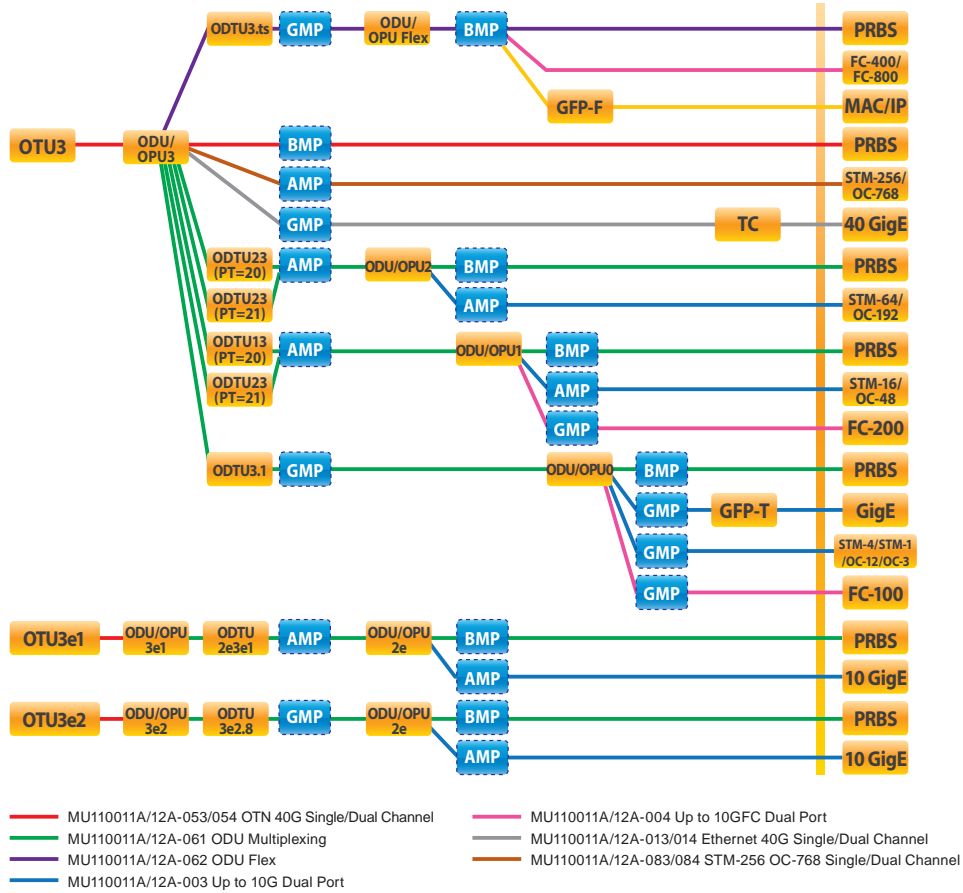 ODTU3.ts GMP ODU/ OPU Flex BMP PRBS
FC-400/
FC-800
GFP-F MAC/IP
OTU3 ODU/ OPU3 BMP PRBS
AMP STM-256/
OC-768
GMP TC 40 GigE
ODTU23
(PT=20)
AMP ODU/OPU2 BMP PRBS
ODTU23
(PT=21)
AMP STM-64/
OC-192
ODTU13
(PT=20)
AMP ODU/OPU1 BMP PRBS
ODTU23
(PT=21)
AMP STM-16/
OC-48
GMP FC-200
ODTU3.1 GMP ODU/OPU0 BMP PRBS
GMP GFP-T GigE
GMP STM-4/STM-1
/OC-12/OC-3
GMP FC-100
OTU3e1 ODU/OPU
3e1
ODTU
2e3e1
AMP ODU/OPU
2e
BMP PRBS
AMP 10 GigE
OTU3e2 ODU/OPU
3e2
ODTU
3e2.8
GMP ODU/OPU
2e
BMP PRBS
AMP 10 GigE
MU110011A/12A-053/054 OTN 40G Single/Dual Channel
MU110011A/12A-061 ODU Multiplexing
MU110011A/12A-062 ODU Flex
MU110011A/12A-003 Up to 10G Dual Port
MU110011A/12A-004 Up to 10GFC Dual Port
MU110011A/12A-013/014 Ethernet 40G Single/Dual Channel
MU110011A/12A-083/084 STM-256 OC-768 Single/Dual Channel